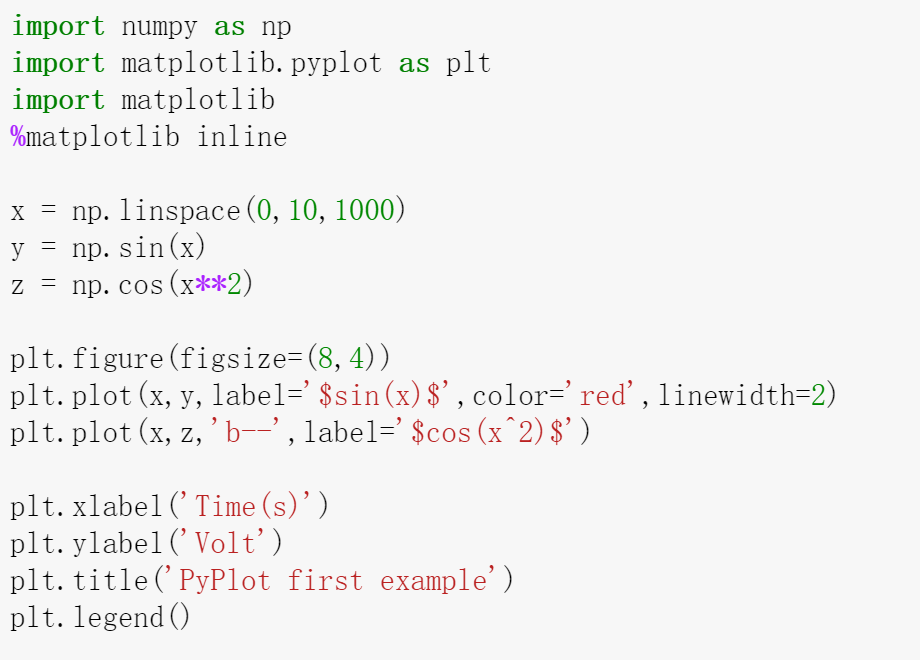 import numpy as np
import matplotlib.pyplot as plt
import matplotlib
%matplotlib inline
x = np.linspace(0,10,1000)
y = np.sin(x)
z = np.cos(x**2)
plt.figure(figsize=(8,4))
plt.plot(x,y,label='$sin(x)$',color='red',linewidth=2)
plt.plot(x,z,'b--',label='$cos(x^2)$')
plt.xlabel('Time(s)')
plt.ylabel('Volt')
plt.title('PyPlot first example')
plt.legend()